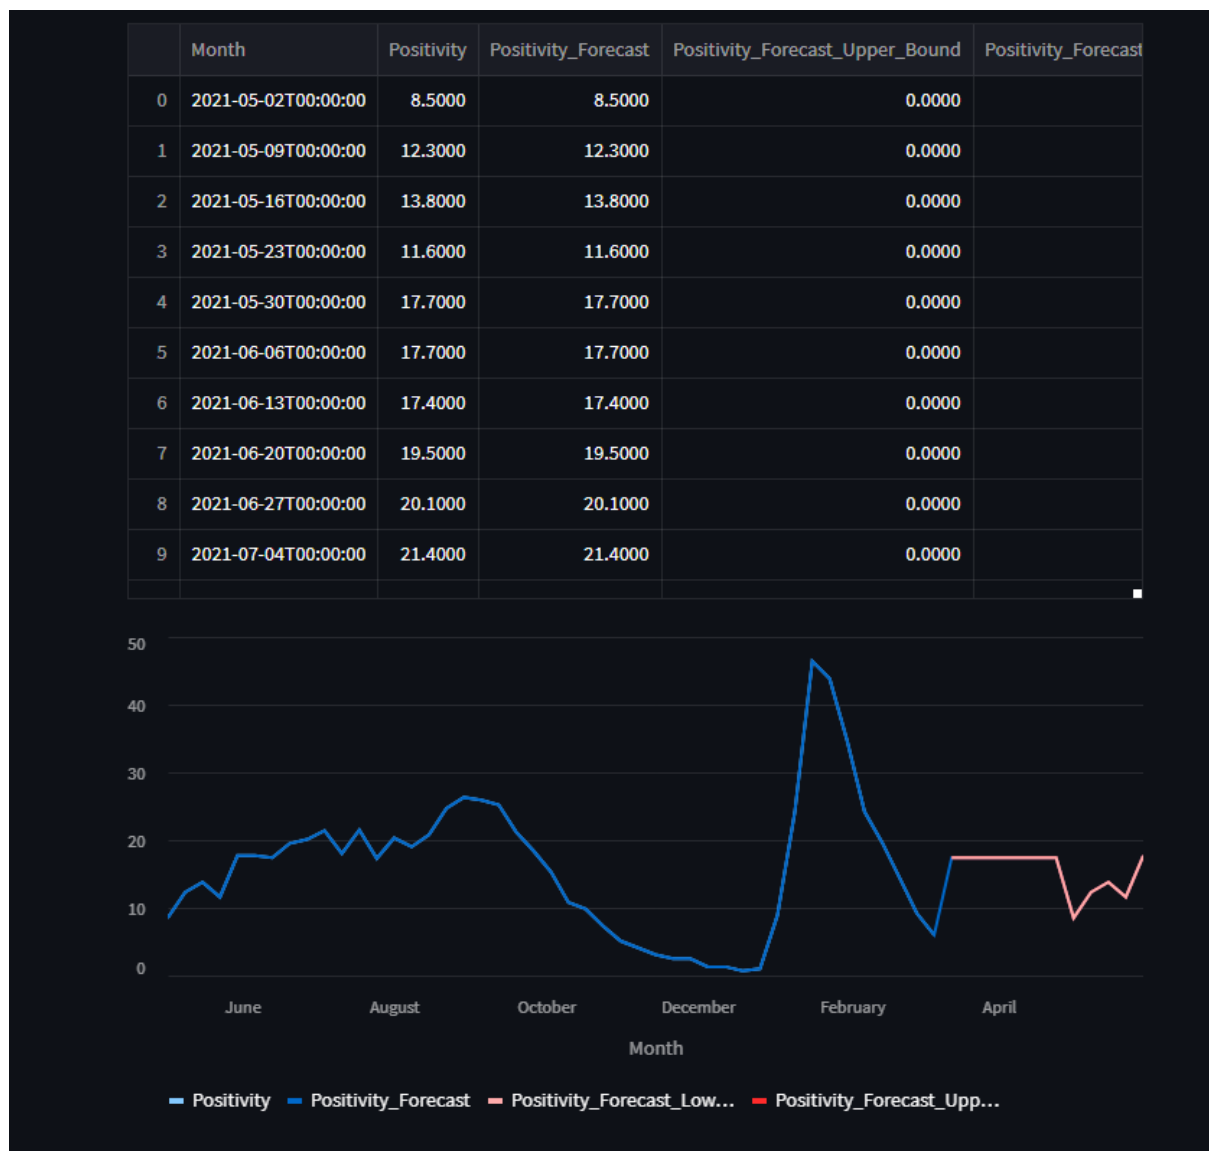 Month Positivity Positivity_Forecast Positivity_Forecast_Upper_Bound Positivity_Forecast
0 2021-05-02T00:00:00 8.5000 8.5000 0.0000
1 2021-05-09T00:00:00 12.3000 12.3000 0.0000
2 2021-05-16T00:00:00 13.8000 13.8000 0.0000
3 2021-05-23T00:00:00 11.6000 11.6000 0.0000
4 2021-05-30T00:00:00 17.7000 17.7000 0.0000
5 2021-06-06T00:00:00 17.7000 17.7000 0.0000
6 2021-06-13T00:00:00 17.4000 17.4000 0.0000
7 2021-06-20T00:00:00 19.5000 19.5000 0.0000
8 2021-06-27T00:00:00 20.1000 20.1000 0.0000
9 2021-07-04T00:00:00 21.4000 21.4000 0.0000
50
40
30
20
10
0
June August October December February April
Month
Positivity Positivity_Forecast Positivity_Forecast_Low... Positivity_Forecast_Upp...